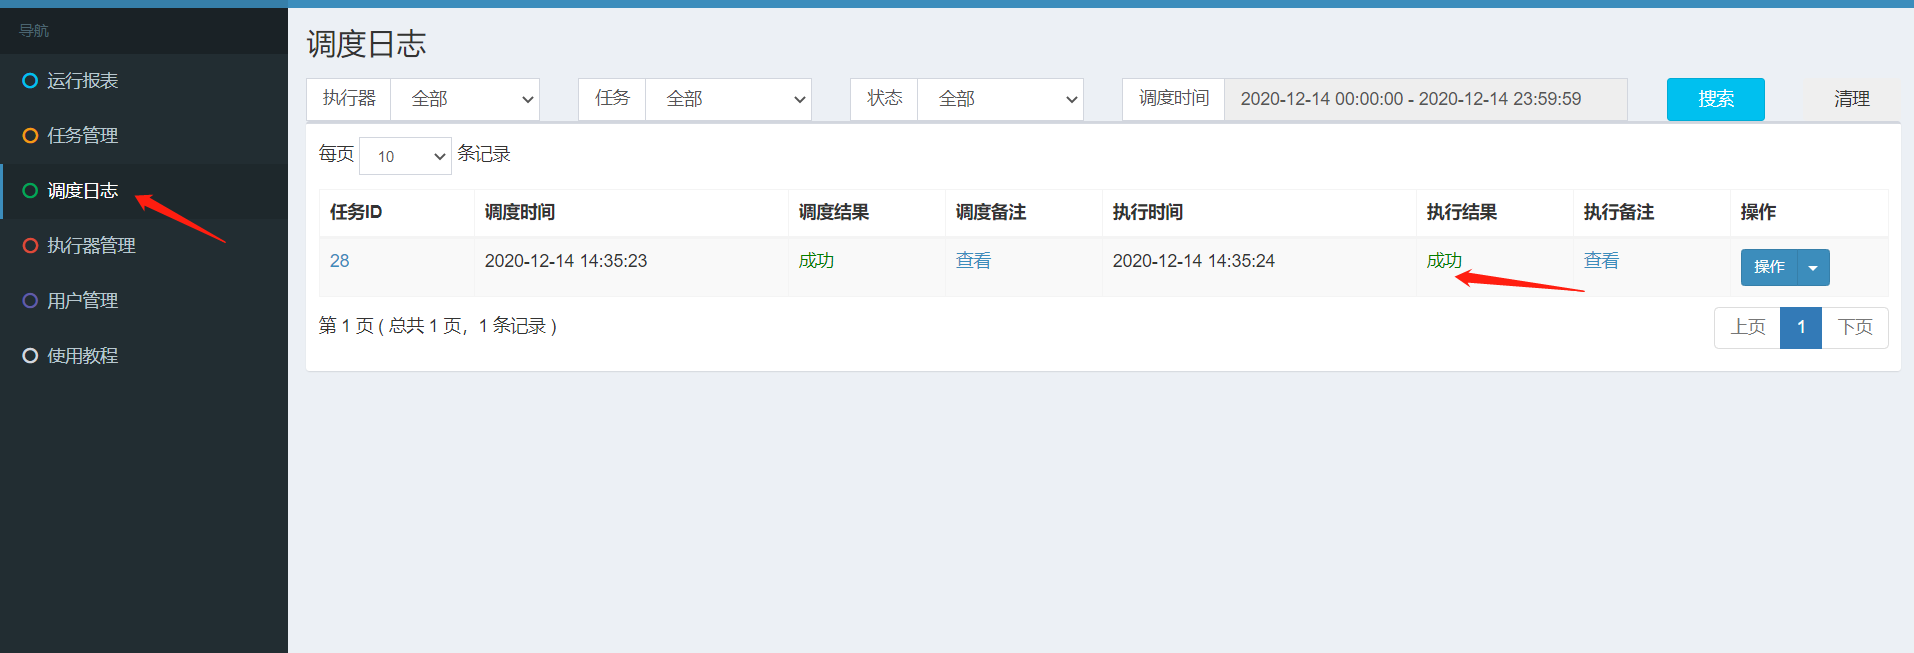 导航
运行报表
任务管理
调度日志
执行器管理
用户管理
使用教程
调度日志
执行器 全部 任务 全部 状态 全部 调度时间 2020-12-14 00:00:00 - 2020-12-14 23:59:59 搜索 清理
每页 10 条记录
任务ID 调度时间 调度结果 调度备注 执行时间 执行结果 执行备注 操作
28 2020-12-14 14:35:23 成功 查看 2020-12-14 14:35:24 成功 查看 操作
第 1 页 ( 总共 1 页，1 条记录 ) 上页 1 下页